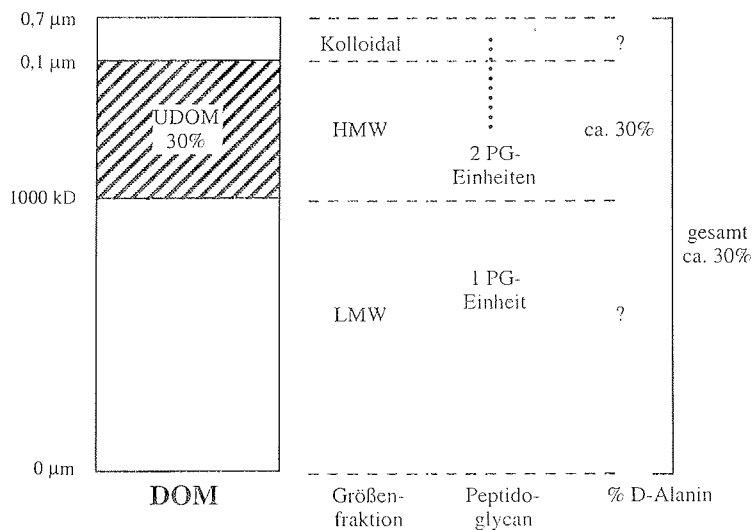 0,7 µm
Kolloidal
?
0,1 µm
UDOM
30%
HMW
ca. 30%
2 PG-
Einheiten
1000 kD
gesamt
ca. 30%
1 PG-
Einheit
LMW
?
0 µm
DOM
Größen-
fraktion
Peptido-
glycan
% D-Alanin